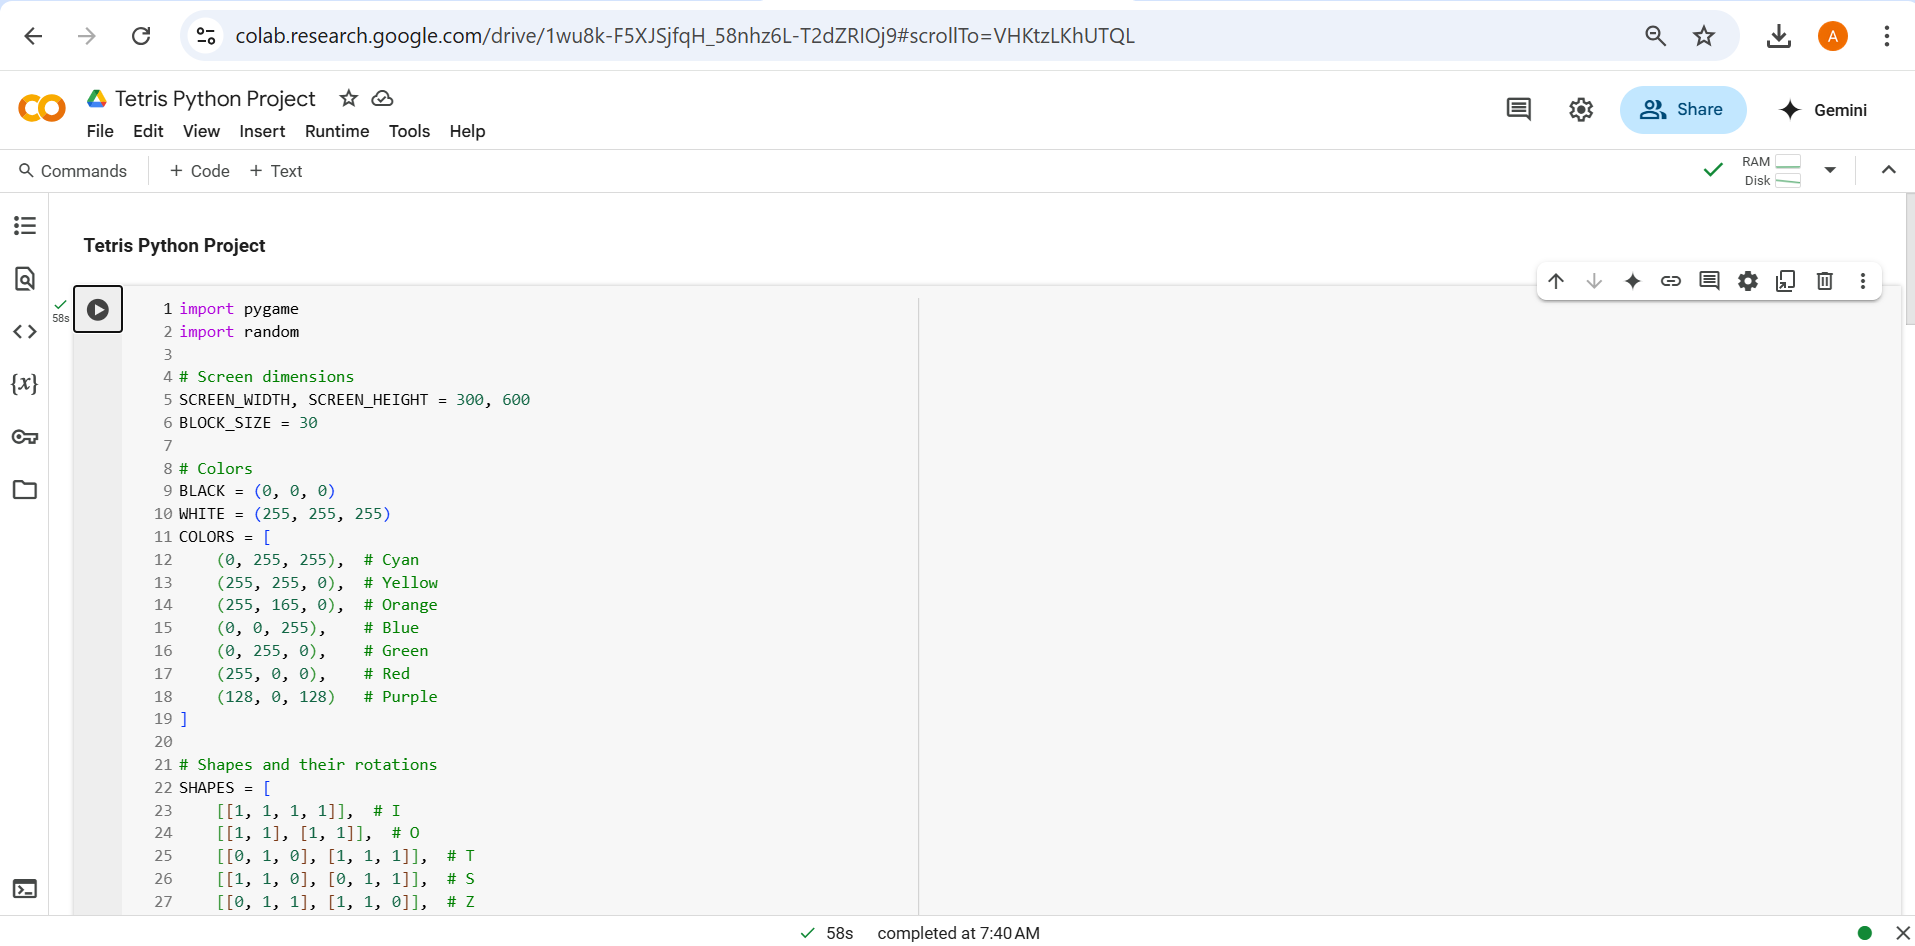 colab.research.google.com/drive/1wu8k-F5XJSjfqH_58nhz6L-T2dZRIOj9#scrollTo=VHKtzLKhUTQL
A
Tetris Python Project
File Edit View Insert Runtime Tools Help
Share
Gemini
Commands
+ Code + Text
RAM
Disk
Tetris Python Project
58s
1 import pygame
2 import random
3
4 # Screen dimensions
5 SCREEN_WIDTH, SCREEN_HEIGHT = 300, 600
6 BLOCK_SIZE = 30
7
8 # Colors
9 BLACK = (0, 0, 0)
10 WHITE = (255, 255, 255)
11 COLORS = [
12     (0, 255, 255),  # Cyan
13     (255, 255, 0),  # Yellow
14     (255, 165, 0),  # Orange
15     (0, 0, 255),    # Blue
16     (0, 255, 0),    # Green
17     (255, 0, 0),    # Red
18     (128, 0, 128)   # Purple
19 ]
20
21 # Shapes and their rotations
22 SHAPES = [
23     [[1, 1, 1, 1]],  # I
24     [[1, 1], [1, 1]],  # O
25     [[0, 1, 0], [1, 1, 1]],  # T
26     [[1, 1, 0], [0, 1, 1]],  # S
27     [[0, 1, 1], [1, 1, 0]],  # Z
58s completed at 7:40 AM